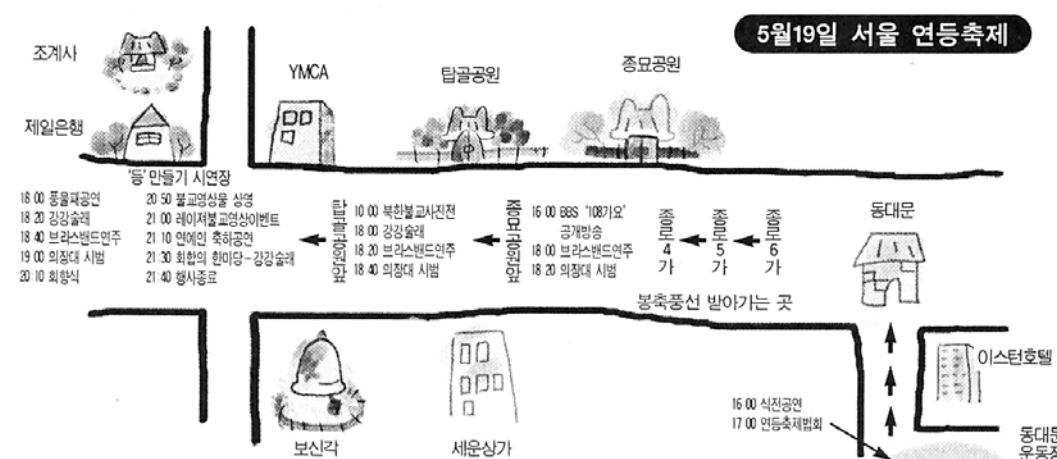 5월19일 서울 연등축제
조계사
제일은행
YMCA
탑골공원
종묘공원
'등' 만들기 시연장
18 00 풍물패공연
18 20 강강술래
18 40 브라스밴드연주
19 00 의장대 시범
20 10 회향식
20 50 불교영상물 상영
21 00 레이저불교영상이벤트
21 10 연예인 축하공연
21 30 회합의 한마당-강강술래
21 40 행사종료
탑골공원앞
10 00 북한불교사진전
18 00 강강술래
18 20 브라스밴드연주
18 40 의장대 시범
종묘공원앞
16 00 BBS '108가요'
공개방송
18 00 브라스밴드연주
18 20 의장대 시범
종로4가
종로5가
종로6가
동대문
봉축풍선 받아가는 곳
보신각
세운상가
이스턴호텔
16 00 식전공연
17 00 연등축제법회
동대문
운동장